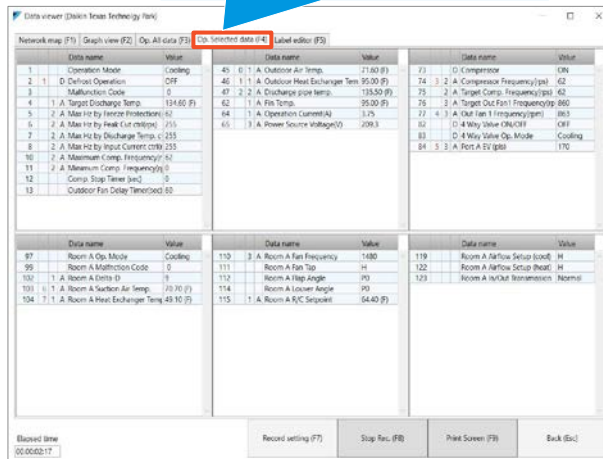 Data viewer (Daikin Texas Technolgy Park)
Network map (F1) Graph view (F2) Op. All data (F3) Op. Selected data (F4) Label editor (F5)
Data name Value
1 Operation Mode Cooling
2 1 D Defrost Operation OFF
3 Malfunction Code 0
4 1 A Target Discharge Temp. 134.60 (F)
5 2 A Max Hz by Freeze Protection( 62
6 2 A Max Hz by Peak Cut ctrl(rps) 255
7 2 A Max Hz by Discharge Temp. c 255
8 2 A Max Hz by Input Current ctrl( 255
10 2 A Maximum Comp. Frequency(r 62
11 2 A Minimum Comp. Frequency(r 0
12 Comp. Stop Timer (sec) 0
13 Outdoor Fan Delay Timer(sec) 60
Data name Value
45 0 1 A Outdoor Air Temp. 71.60 (F)
46 1 1 A Outdoor Heat Exchanger Tem 95.00 (F)
47 2 2 A Discharge pipe temp. 135.50 (F)
62 1 A Fin Temp. 95.00 (F)
64 1 A Operation Current(A) 3.75
65 3 A Power Source Voltage(V) 209.3
Data name Value
73 D Compressor ON
74 3 2 A Compressor Frequency(rps) 62
75 2 A Target Comp. Frequency(rps) 62
76 3 A Target Out Fan1 Frequency(rp 860
77 4 3 A Out Fan 1 Frequency(rpm) 863
82 D 4 Way Valve ON/OFF OFF
83 D 4 Way Valve Op. Mode Cooling
84 5 3 A Port A EV (pls) 170
Data name Value
97 Room A Op. Mode Cooling
99 Room A Malfnction Code 0
102 1 A Room A Delta D 9
103 6 1 A Room A Suction Air Temp. 70.70 (F)
104 7 1 A Room A Heat Exchanger Temp 49.10 (F)
Data name Value
110 3 A Room A Fan Frequency 1480
111 Room A Fan Tap H
112 Room A Flap Angle P0
114 Room A Louver Angle P0
115 1 A Room A R/C Setpoint 64.40 (F)
Data name Value
119 Room A Airflow Setup (cool) H
122 Room A Airflow Setup (heat) H
123 Room A In/Out Transmission Normal
Elapsed time
00:00:02:17
Record setting (F7) Stop Rec. (F8) Print Screen (F9) Back (Esc)